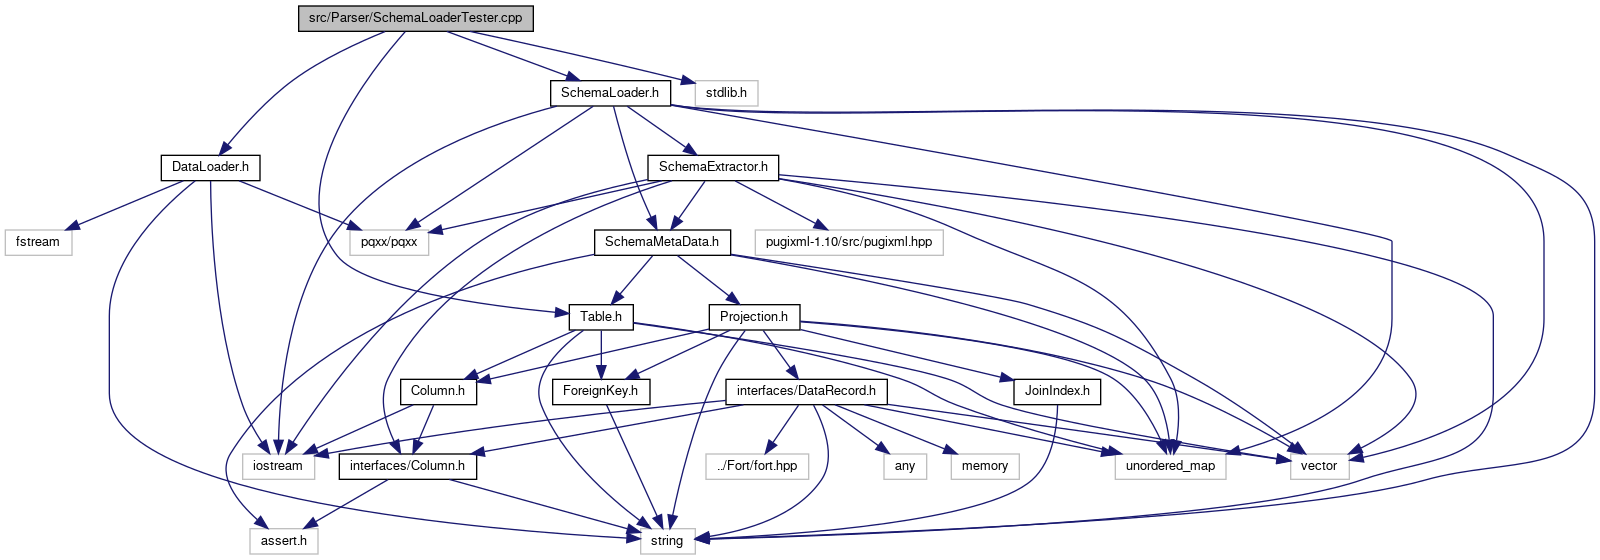 src/Parser/SchemaLoaderTester.cpp
SchemaLoader.h
stdlib.h
DataLoader.h
SchemaExtractor.h
fstream
pqxx/pqxx
SchemaMetaData.h
pugixml-1.10/src/pugixml.hpp
Table.h
Projection.h
Column.h
ForeignKey.h
interfaces/DataRecord.h
JoinIndex.h
iostream
interfaces/Column.h
../Fort/fort.hpp
any
memory
unordered_map
vector
assert.h
string